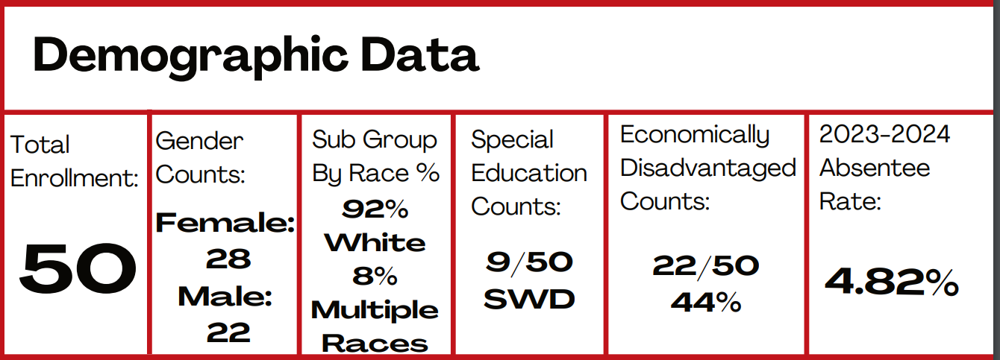 Demographic Data
Total
Enrollment:
50
Gender
Counts:
Female:
28
Male:
22
Sub Group
By Race %
92%
White
8%
Multiple
Races
Special
Education
Counts:
9/50
SWD
Economically
Disadvantaged
Counts:
22/50
44%
2023-2024
Absentee
Rate:
4.82%